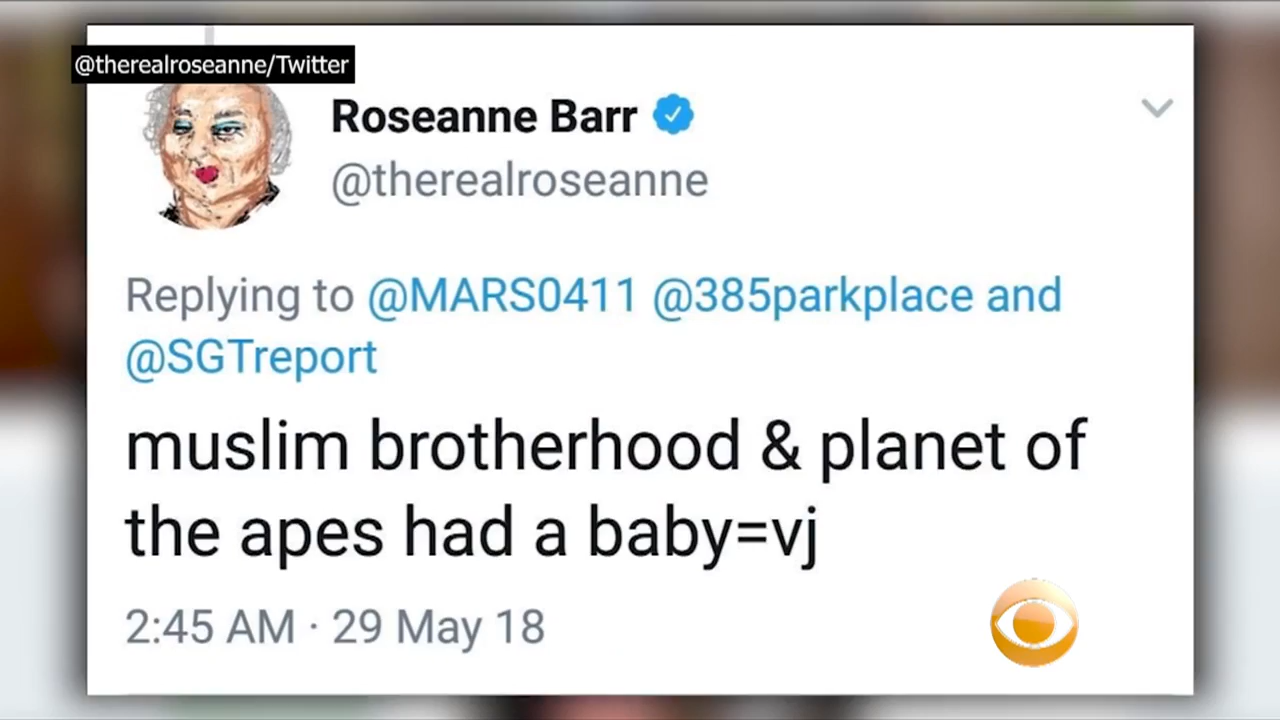 @therealroseanne/Twitter
Roseanne Barr
@therealroseanne
Replying to @MARS0411 @385parkplace and
@SGTreport
muslim brotherhood & planet of
the apes had a baby=vj
2:45 AM · 29 May 18